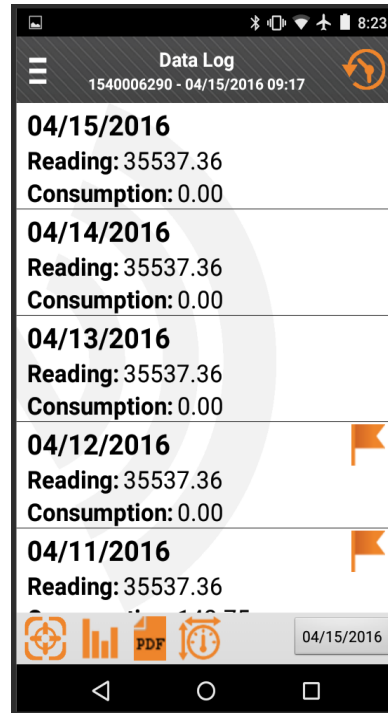 8:23
Data Log
1540006290 - 04/15/2016 09:17
04/15/2016
Reading: 35537.36
Consumption: 0.00
04/14/2016
Reading: 35537.36
Consumption: 0.00
04/13/2016
Reading: 35537.36
Consumption: 0.00
04/12/2016
Reading: 35537.36
Consumption: 0.00
04/11/2016
Reading: 35537.36
PDF
04/15/2016